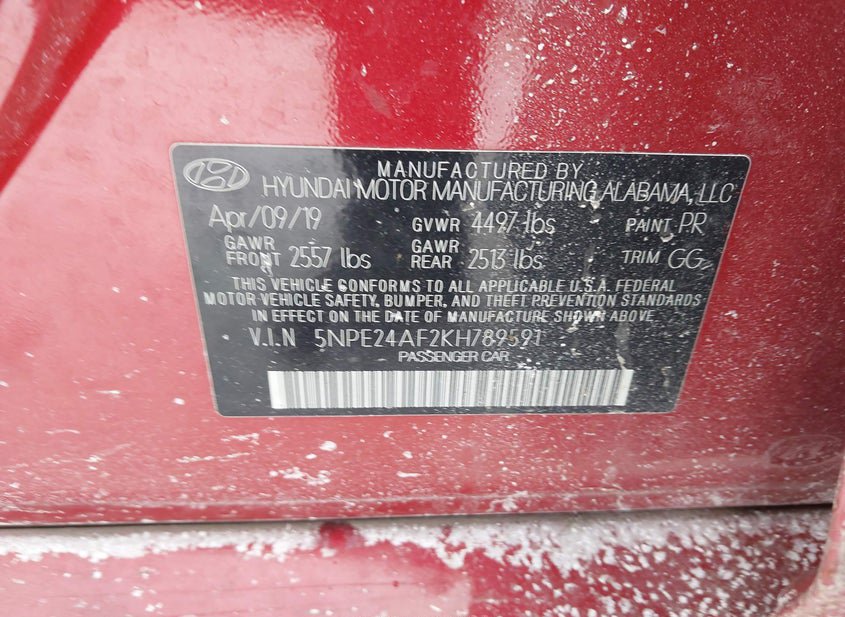 MANUFACTURED BY
HYUNDAI MOTOR MANUFACTURING ALABAMA, LLC
Apr/09/19 GVWR 4497 lbs PAINT PR
GAWR FRONT 2557 lbs GAWR REAR 2513 lbs TRIM GG
THIS VEHICLE CONFORMS TO ALL APPLICABLE U.S.A. FEDERAL
MOTOR VEHICLE SAFETY, BUMPER, AND THEFT PREVENTION STANDARDS
IN EFFECT ON THE DATE OF MANUFACTURE SHOWN ABOVE.
V.I.N 5NPE24AF2KH789591
PASSENGER CAR